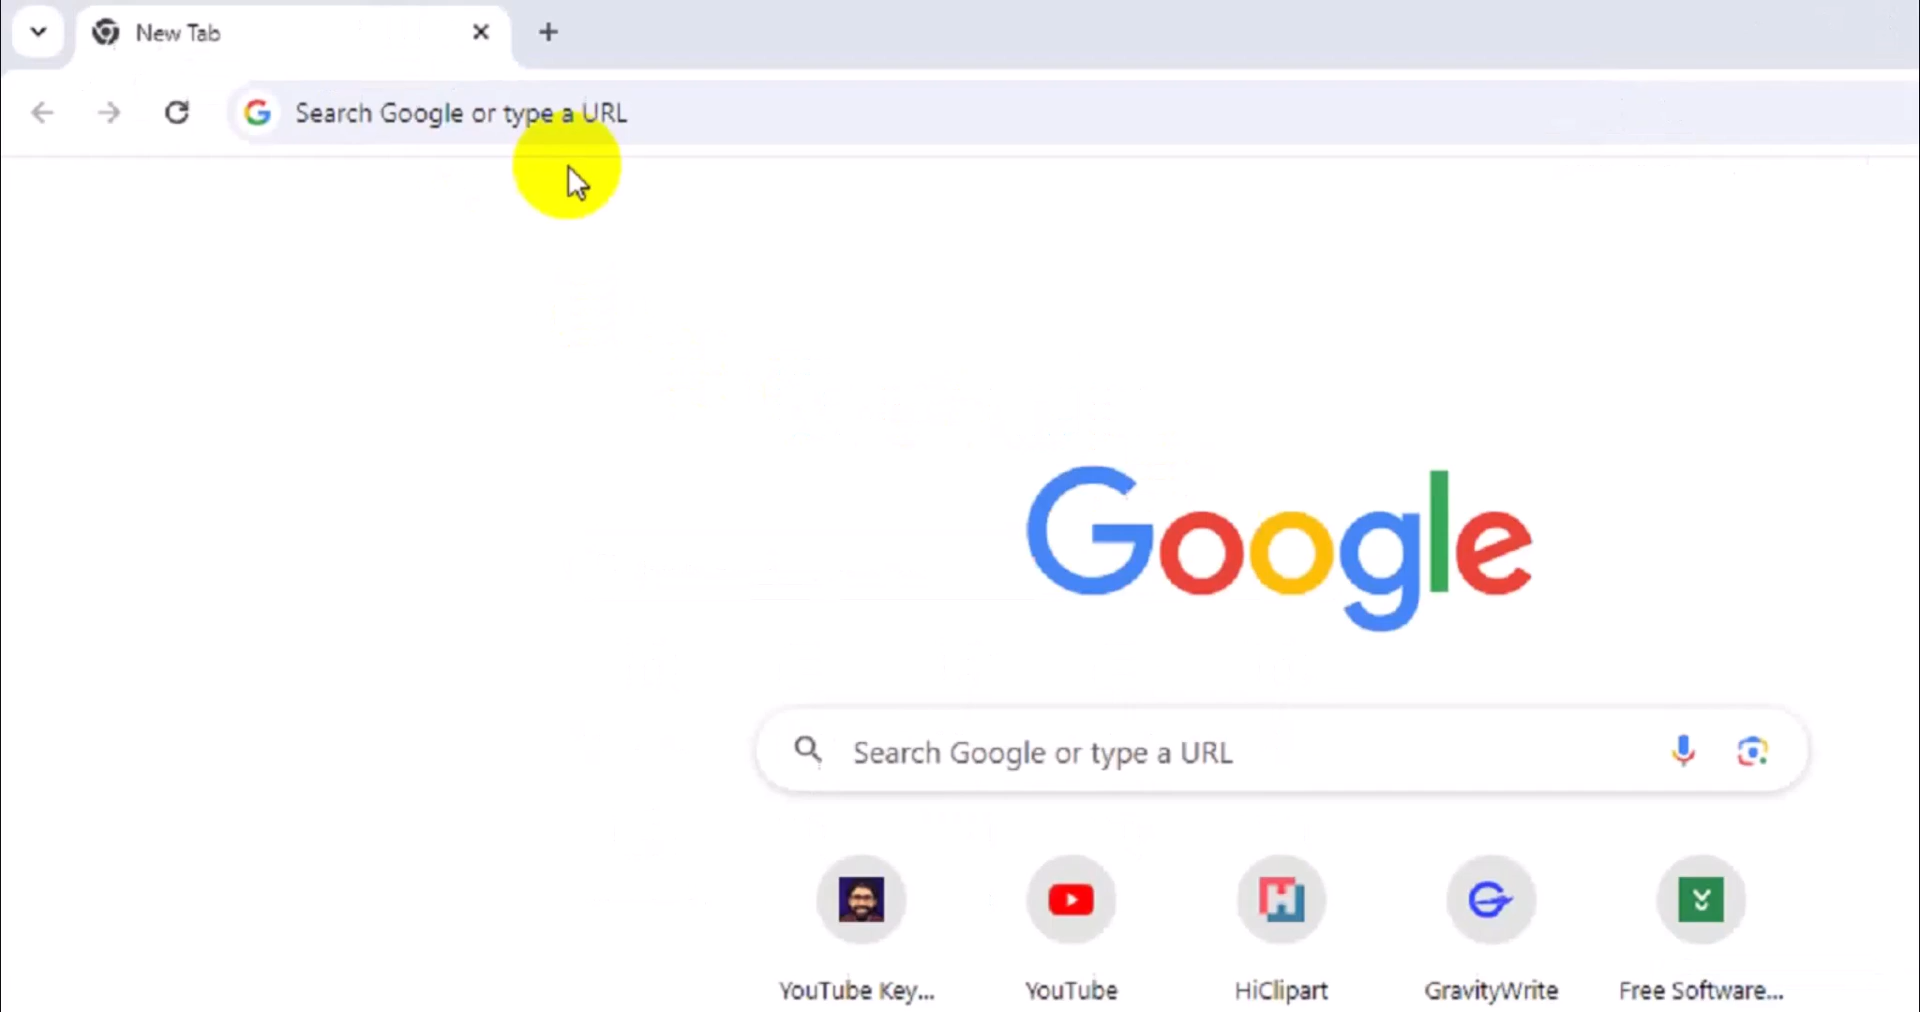 New Tab
Search Google or type a URL
Google
Search Google or type a URL
YouTube Key...
YouTube
HiClipart
GravityWrite
Free Software...